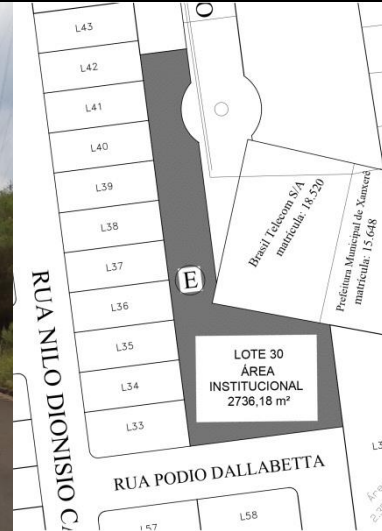 L43
L42
L41
L40
L39
L38
L37
L36
L35
L34
L33
E
Brasil Telecom S/A
matrícula: 18.520
Prefeitura Municipal de Xanxerê
matrícula: 15.648
LOTE 30
ÁREA
INSTITUCIONAL
2736,18 m²
RUA NILO DIONISIO
RUA PODIO DALLABETTA
L57
L58